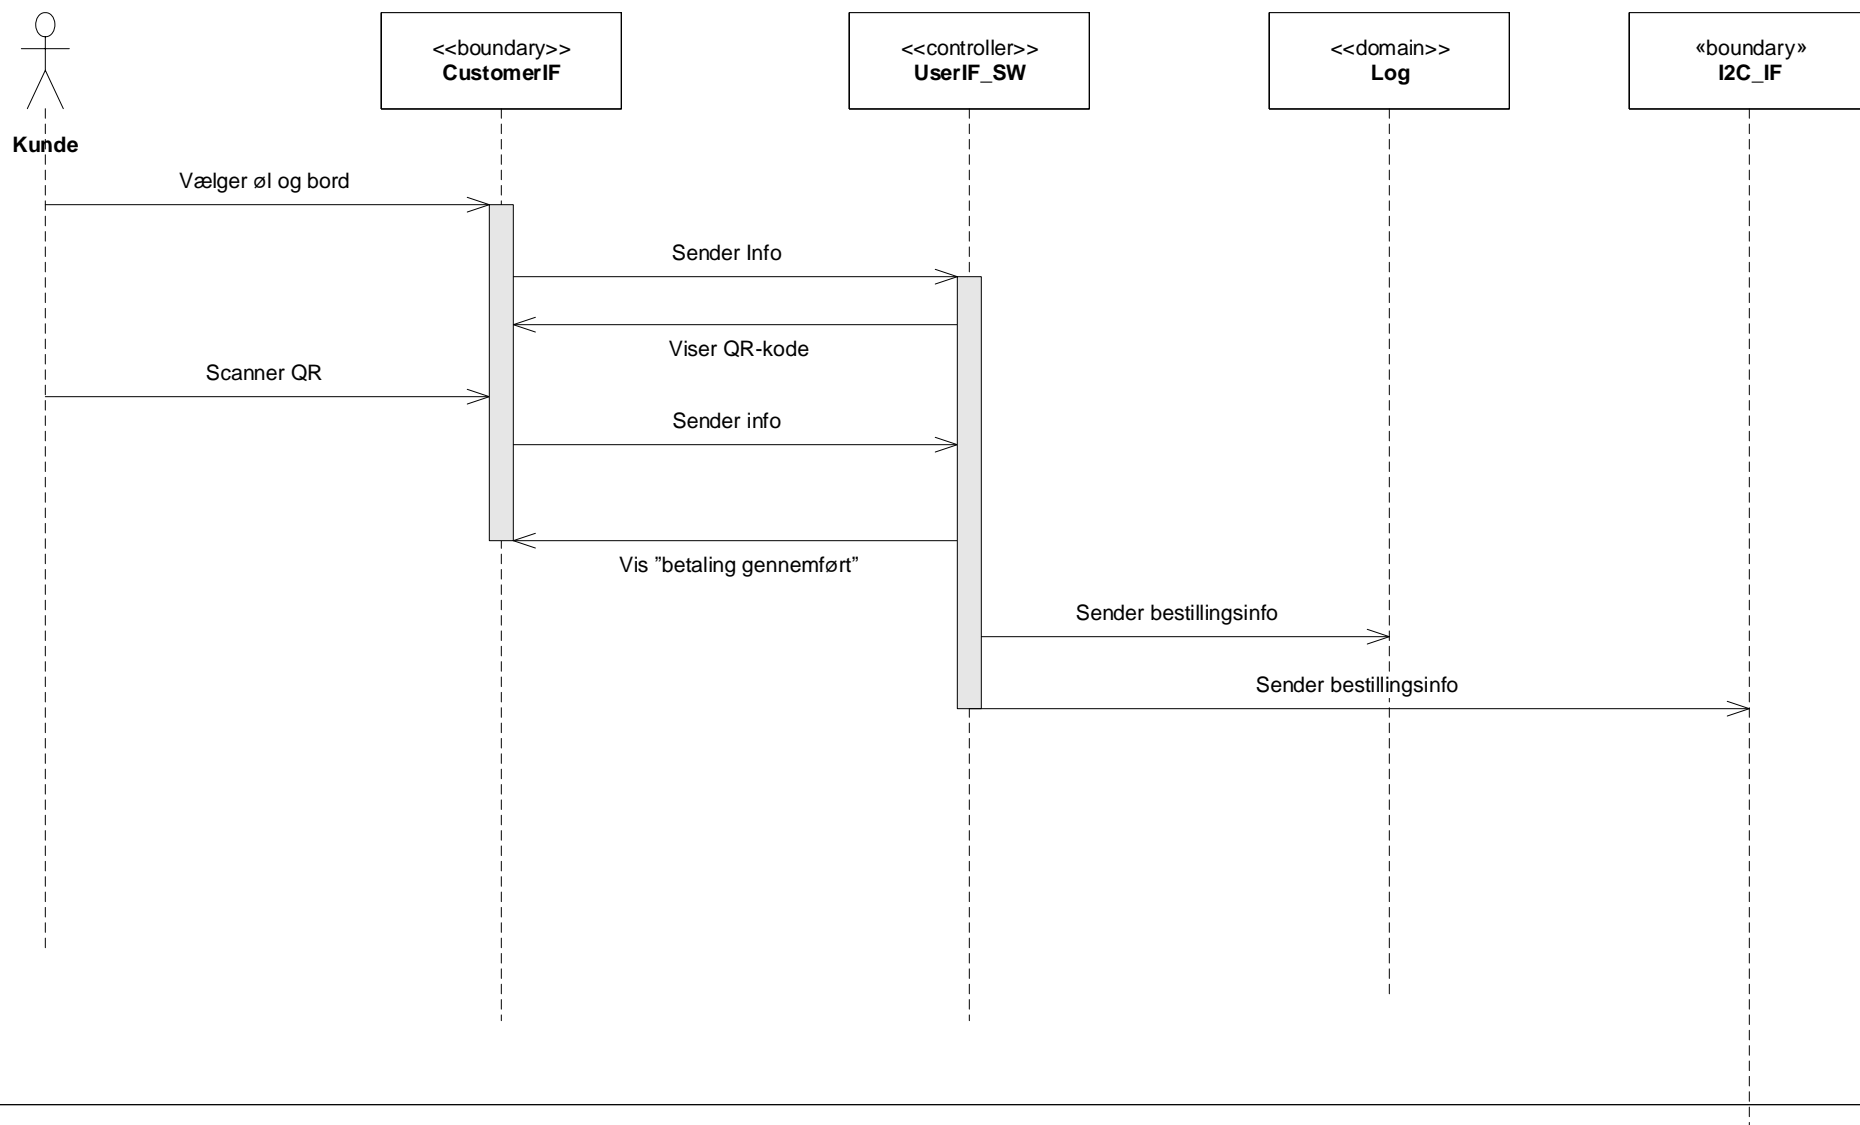 <<boundary>>
CustomerIF
<<controller>>
UserIF_SW
<<domain>>
Log
«boundary»
I2C_IF
Kunde
Vælger øl og bord
Sender Info
Viser QR-kode
Scanner QR
Sender info
Vis ”betaling gennemført”
Sender bestillingsinfo
Sender bestillingsinfo